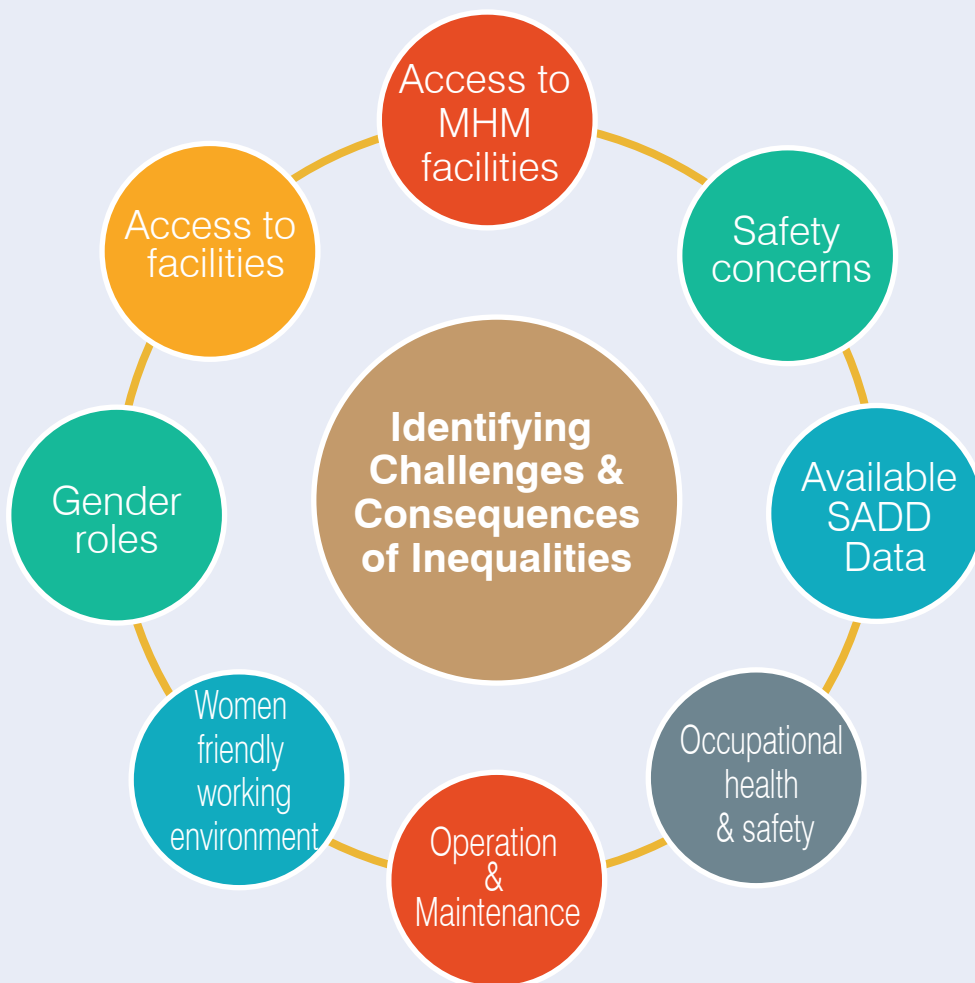 Access to
MHM
facilities
Safety
concerns
Available
SADD
Data
Occupational
health
& safety
Operation
&
Maintenance
Women
friendly
working
environment
Gender
roles
Access to
facilities
Identifying
Challenges &
Consequences
of Inequalities